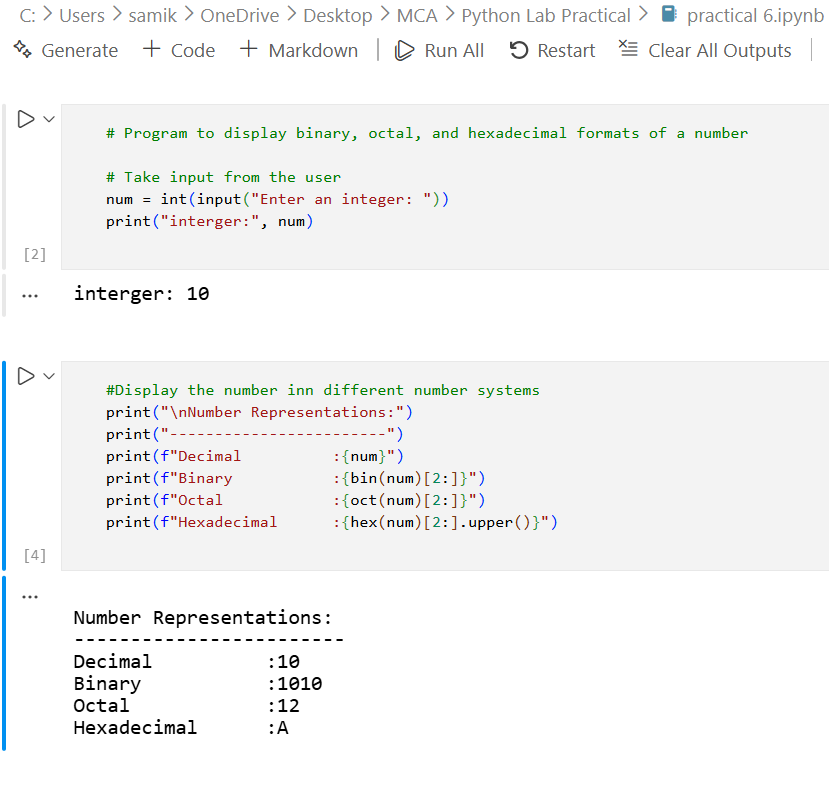 C: > Users > samik > OneDrive > Desktop > MCA > Python Lab Practical > practical 6.ipynb
Generate + Code + Markdown | Run All Restart Clear All Outputs |
# Program to display binary, octal, and hexadecimal formats of a number
# Take input from the user
num = int(input("Enter an integer: "))
print("interger:", num)
[2]
... interger: 10
#Display the number inn different number systems
print("\nNumber Representations:")
print("------------------------")
print(f"Decimal          :{num}")
print(f"Binary           :{bin(num)[2:]}")
print(f"Octal            :{oct(num)[2:]}")
print(f"Hexadecimal      :{hex(num)[2:].upper()}")
[4]
...
Number Representations:
------------------------
Decimal          :10
Binary           :1010
Octal            :12
Hexadecimal      :A